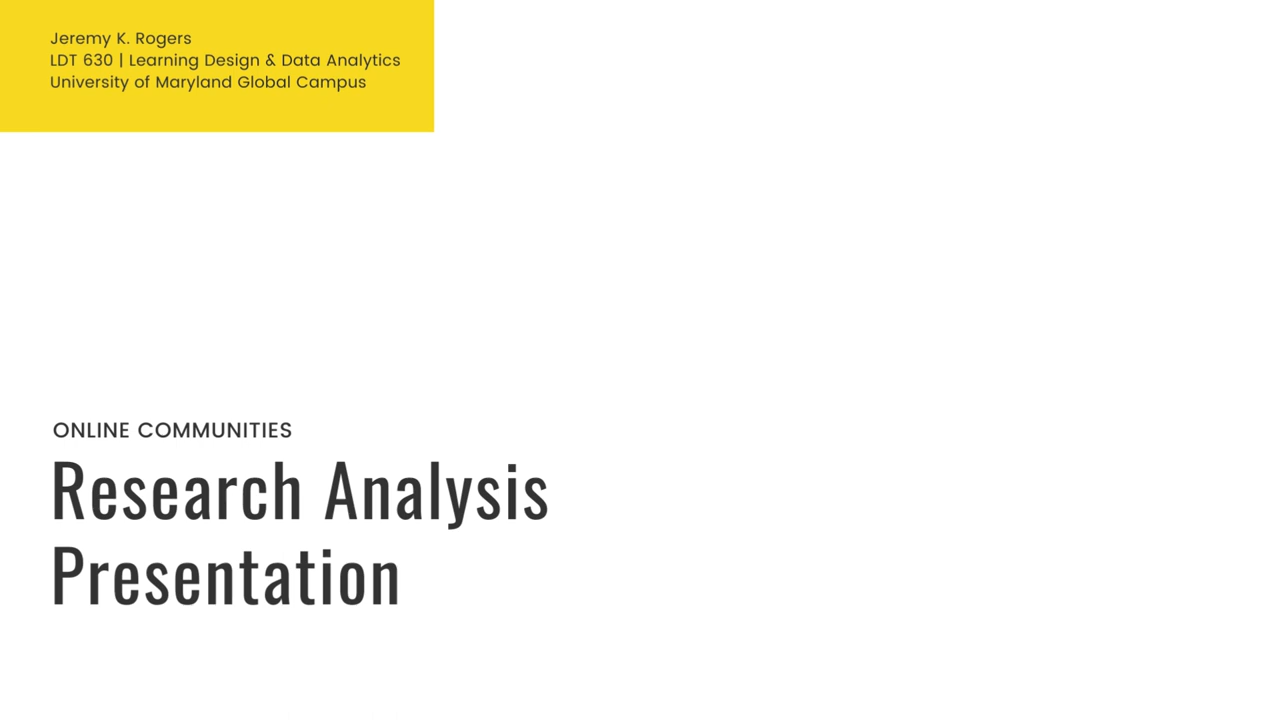 Jeremy K. Rogers
LDT 630 | Learning Design & Data Analytics
University of Maryland Global Campus
ONLINE COMMUNITIES
Research Analysis
Presentation